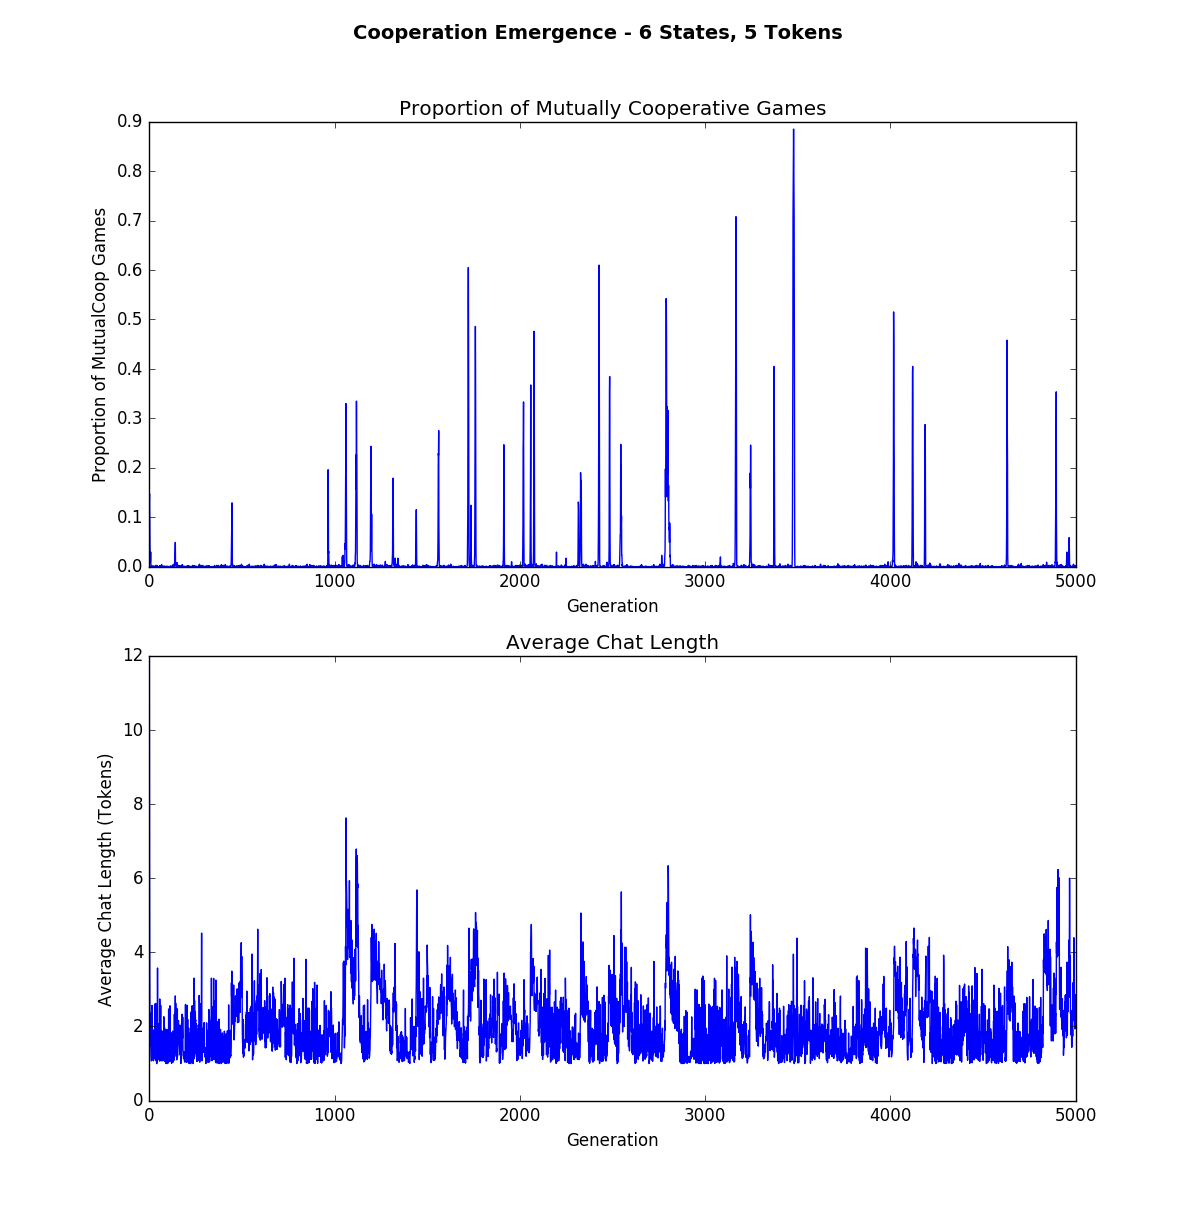 Cooperation Emergence - 6 States, 5 Tokens
Proportion of Mutually Cooperative Games
0.9
0.8
0.7
0.6
0.5
0.4
0.3
0.2
0.1
0.0
Proportion of MutualCoop Games
0 1000 2000 3000 4000 5000
Generation
Average Chat Length
12
10
8
6
4
2
0
Average Chat Length (Tokens)
0 1000 2000 3000 4000 5000
Generation